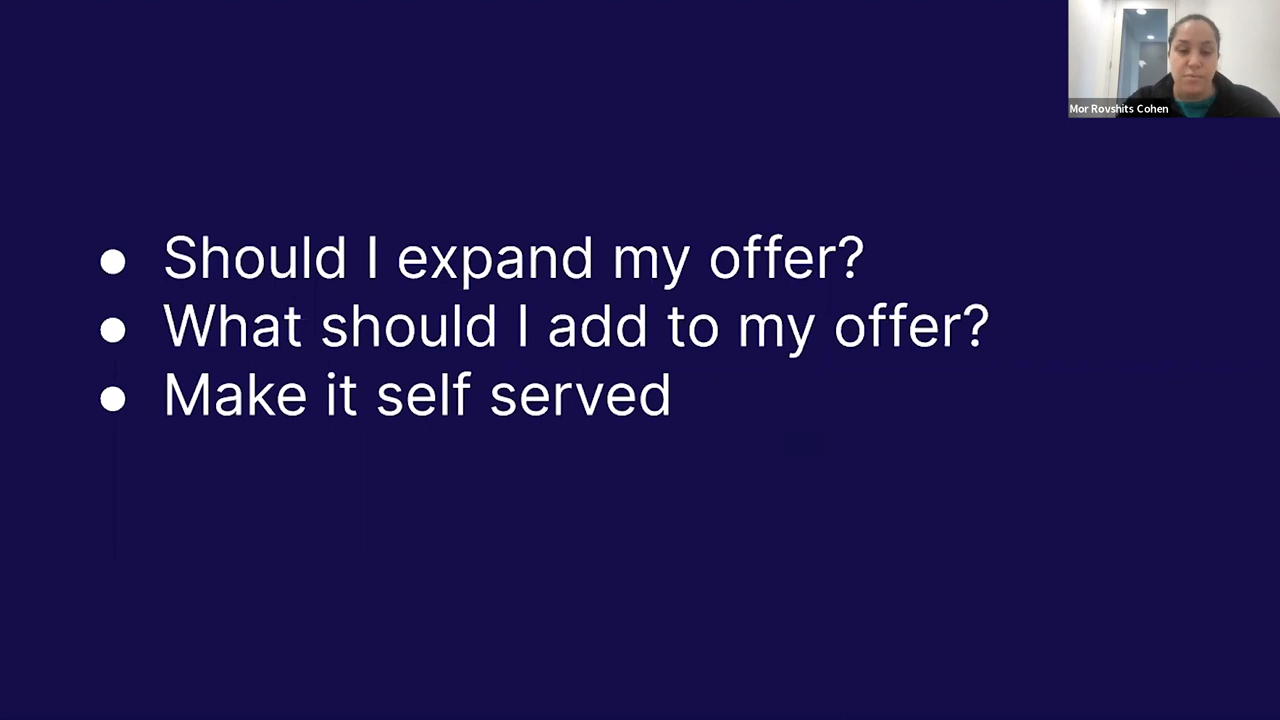 Mor Rovshits Cohen
● Should I expand my offer?
● What should I add to my offer?
● Make it self served